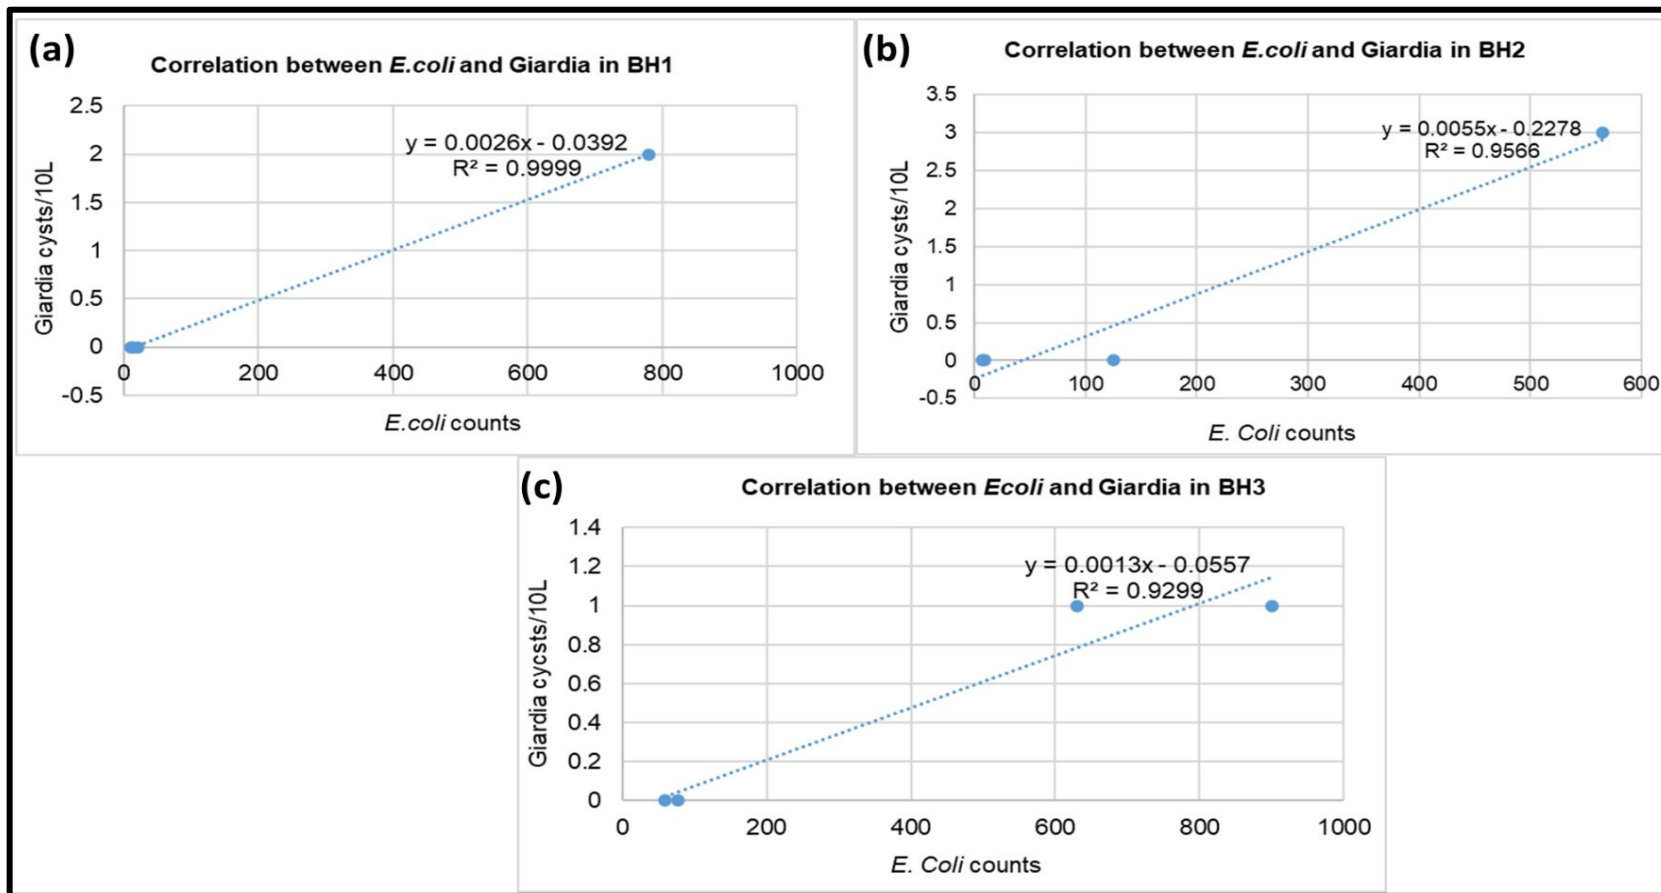 (a)
Correlation between E.coli and Giardia in BH1
2.5
2
1.5
1
0.5
0
-0.5
Giardia cysts/10L
y = 0.0026x - 0.0392
R² = 0.9999
0 200 400 600 800 1000
E.coli counts
(b)
Correlation between E.coli and Giardia in BH2
3.5
3
2.5
2
1.5
1
0.5
0
-0.5
Giardia cysts/10L
y = 0.0055x - 0.2278
R² = 0.9566
0 100 200 300 400 500 600
E. Coli counts
(c)
Correlation between Ecoli and Giardia in BH3
1.4
1.2
1
0.8
0.6
0.4
0.2
0
Giardia cycsts/10L
y = 0.0013x - 0.0557
R² = 0.9299
0 200 400 600 800 1000
E. Coli counts